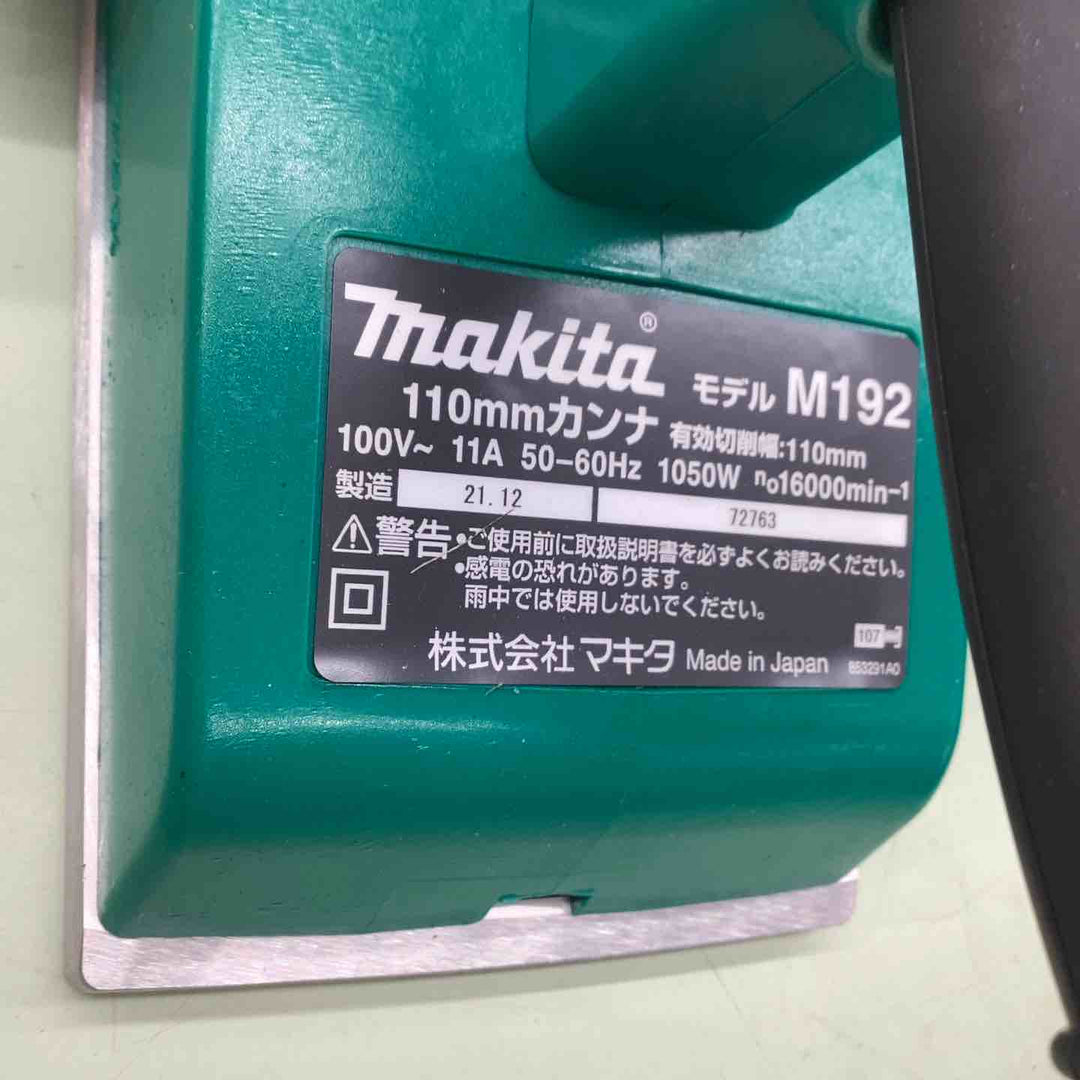 makita®
モデル M192
110mmカンナ 有効切削幅:110mm
100V~ 11A 50-60Hz 1050W n₀16000min-1
製造 21.12 72763
警告 •ご使用前に取扱説明書を必ずよくお読みください。
•感電の恐れがあります。
雨中では使用しないでください。
107
株式会社 マキタ Made in Japan 853291A0